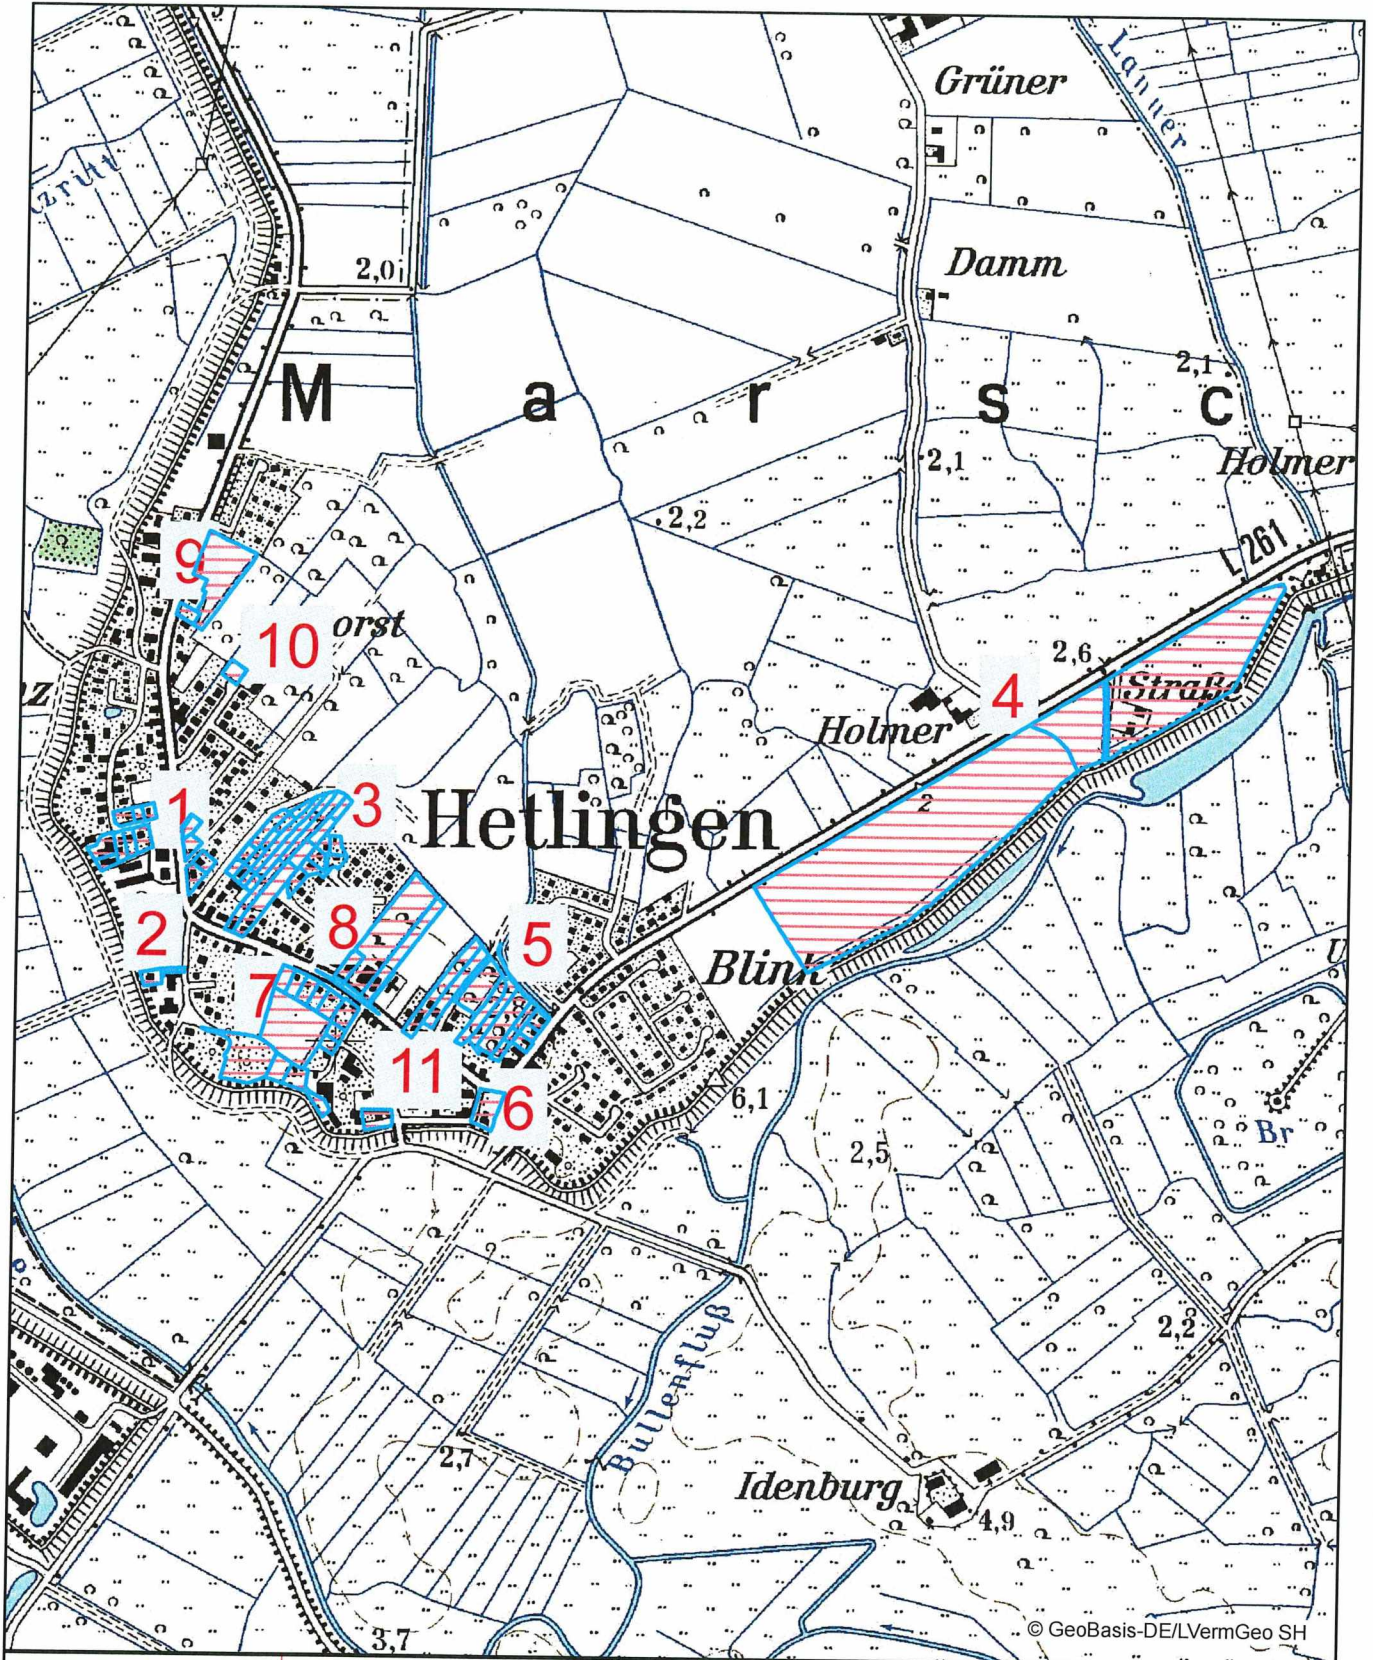 Grüner
Lanner
Damm
2,0
2,1
M a r s c
Holmer
2,1
2,2
L 261
9
10
orst
2,6
4
Straße
Holmer
2
1
3
Hetlingen
2
8
5
7
Blink
11
6
6,1
2,5
Br
2,2
Bullenfluß
2,7
Idenburg
4,9
3,7
© GeoBasis-DE/LVermGeo SH